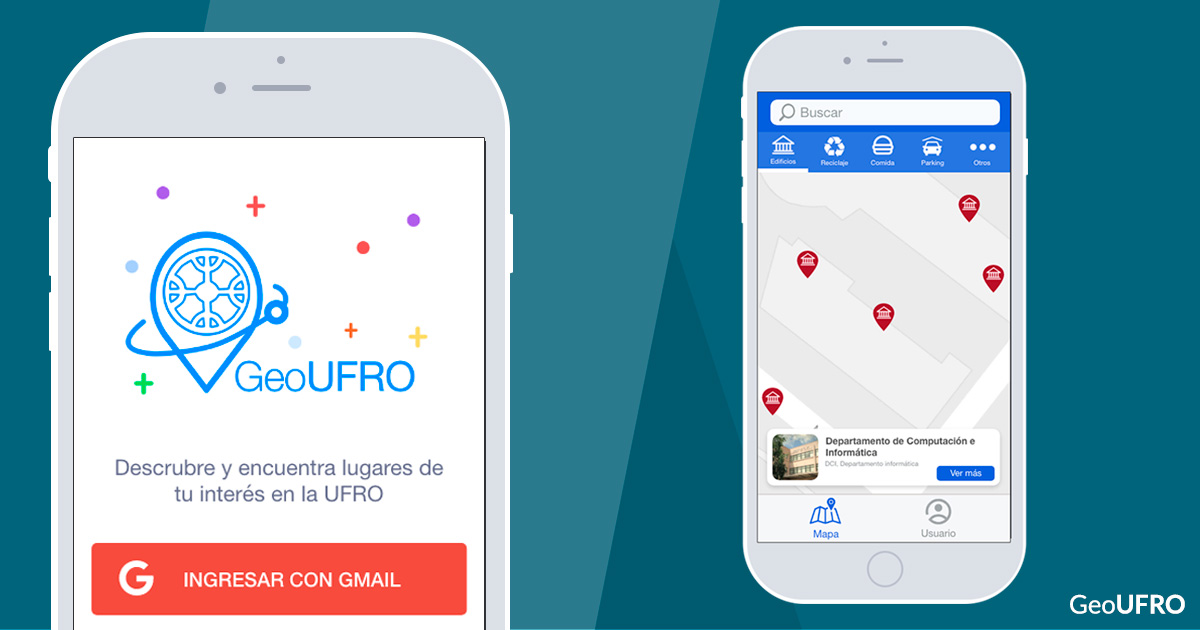 GeoUFRO
Descrubre y encuentra lugares de
tu interés en la UFRO
G INGRESAR CON GMAIL
Buscar
Edificios Reciclaje Comida Parking Otros
Departamento de Computación e
Informática
DCI, Departamento informática
Ver más
Mapa Usuario
GeoUFRO